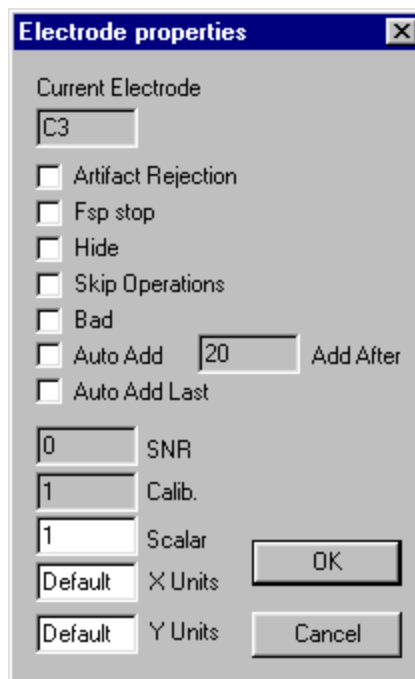 Electrode properties
Current Electrode
C3
Artifact Rejection
Fsp stop
Hide
Skip Operations
Bad
Auto Add 20 Add After
Auto Add Last
0 SNR
1 Calib.
1 Scalar
OK
Default X Units
Default Y Units
Cancel